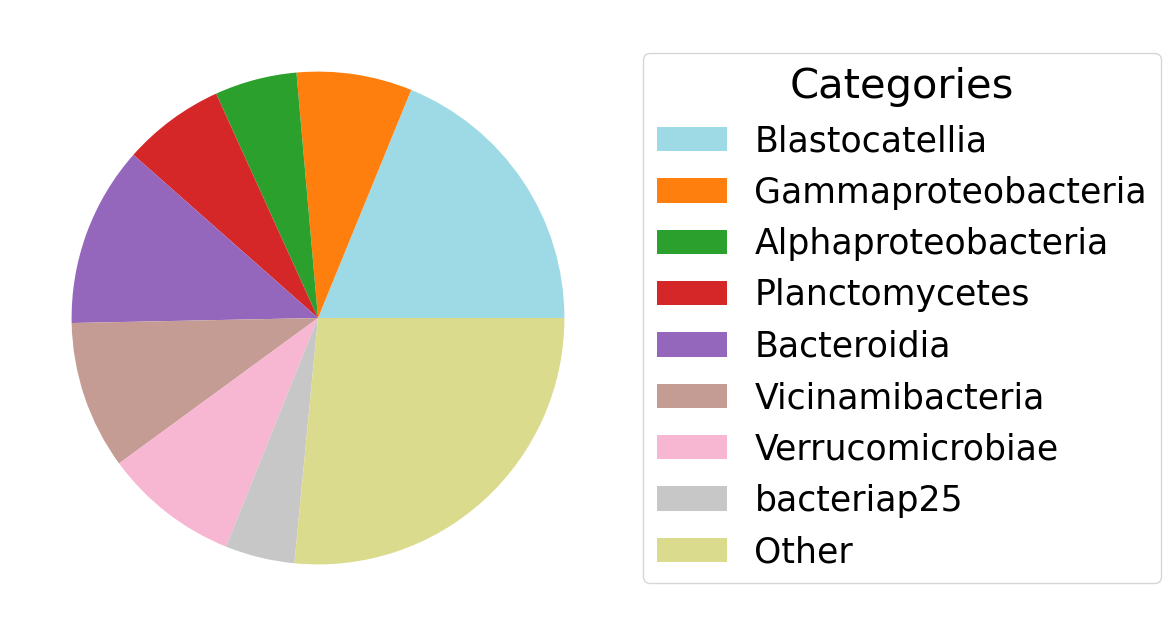 Categories
Blastocatellia
Gammaproteobacteria
Alphaproteobacteria
Planctomycetes
Bacteroidia
Vicinamibacteria
Verrucomicrobiae
bacteriap25
Other